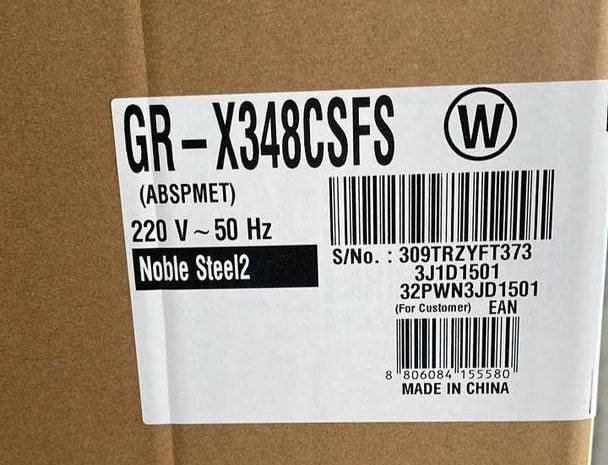 GR-X348CSFS W
(ABSPMET)
220 V ~ 50 Hz
Noble Steel2
S/No. : 309TRZYFT373
3J1D1501
32PWN3JD1501
(For Customer) EAN
8 806084 155580
MADE IN CHINA